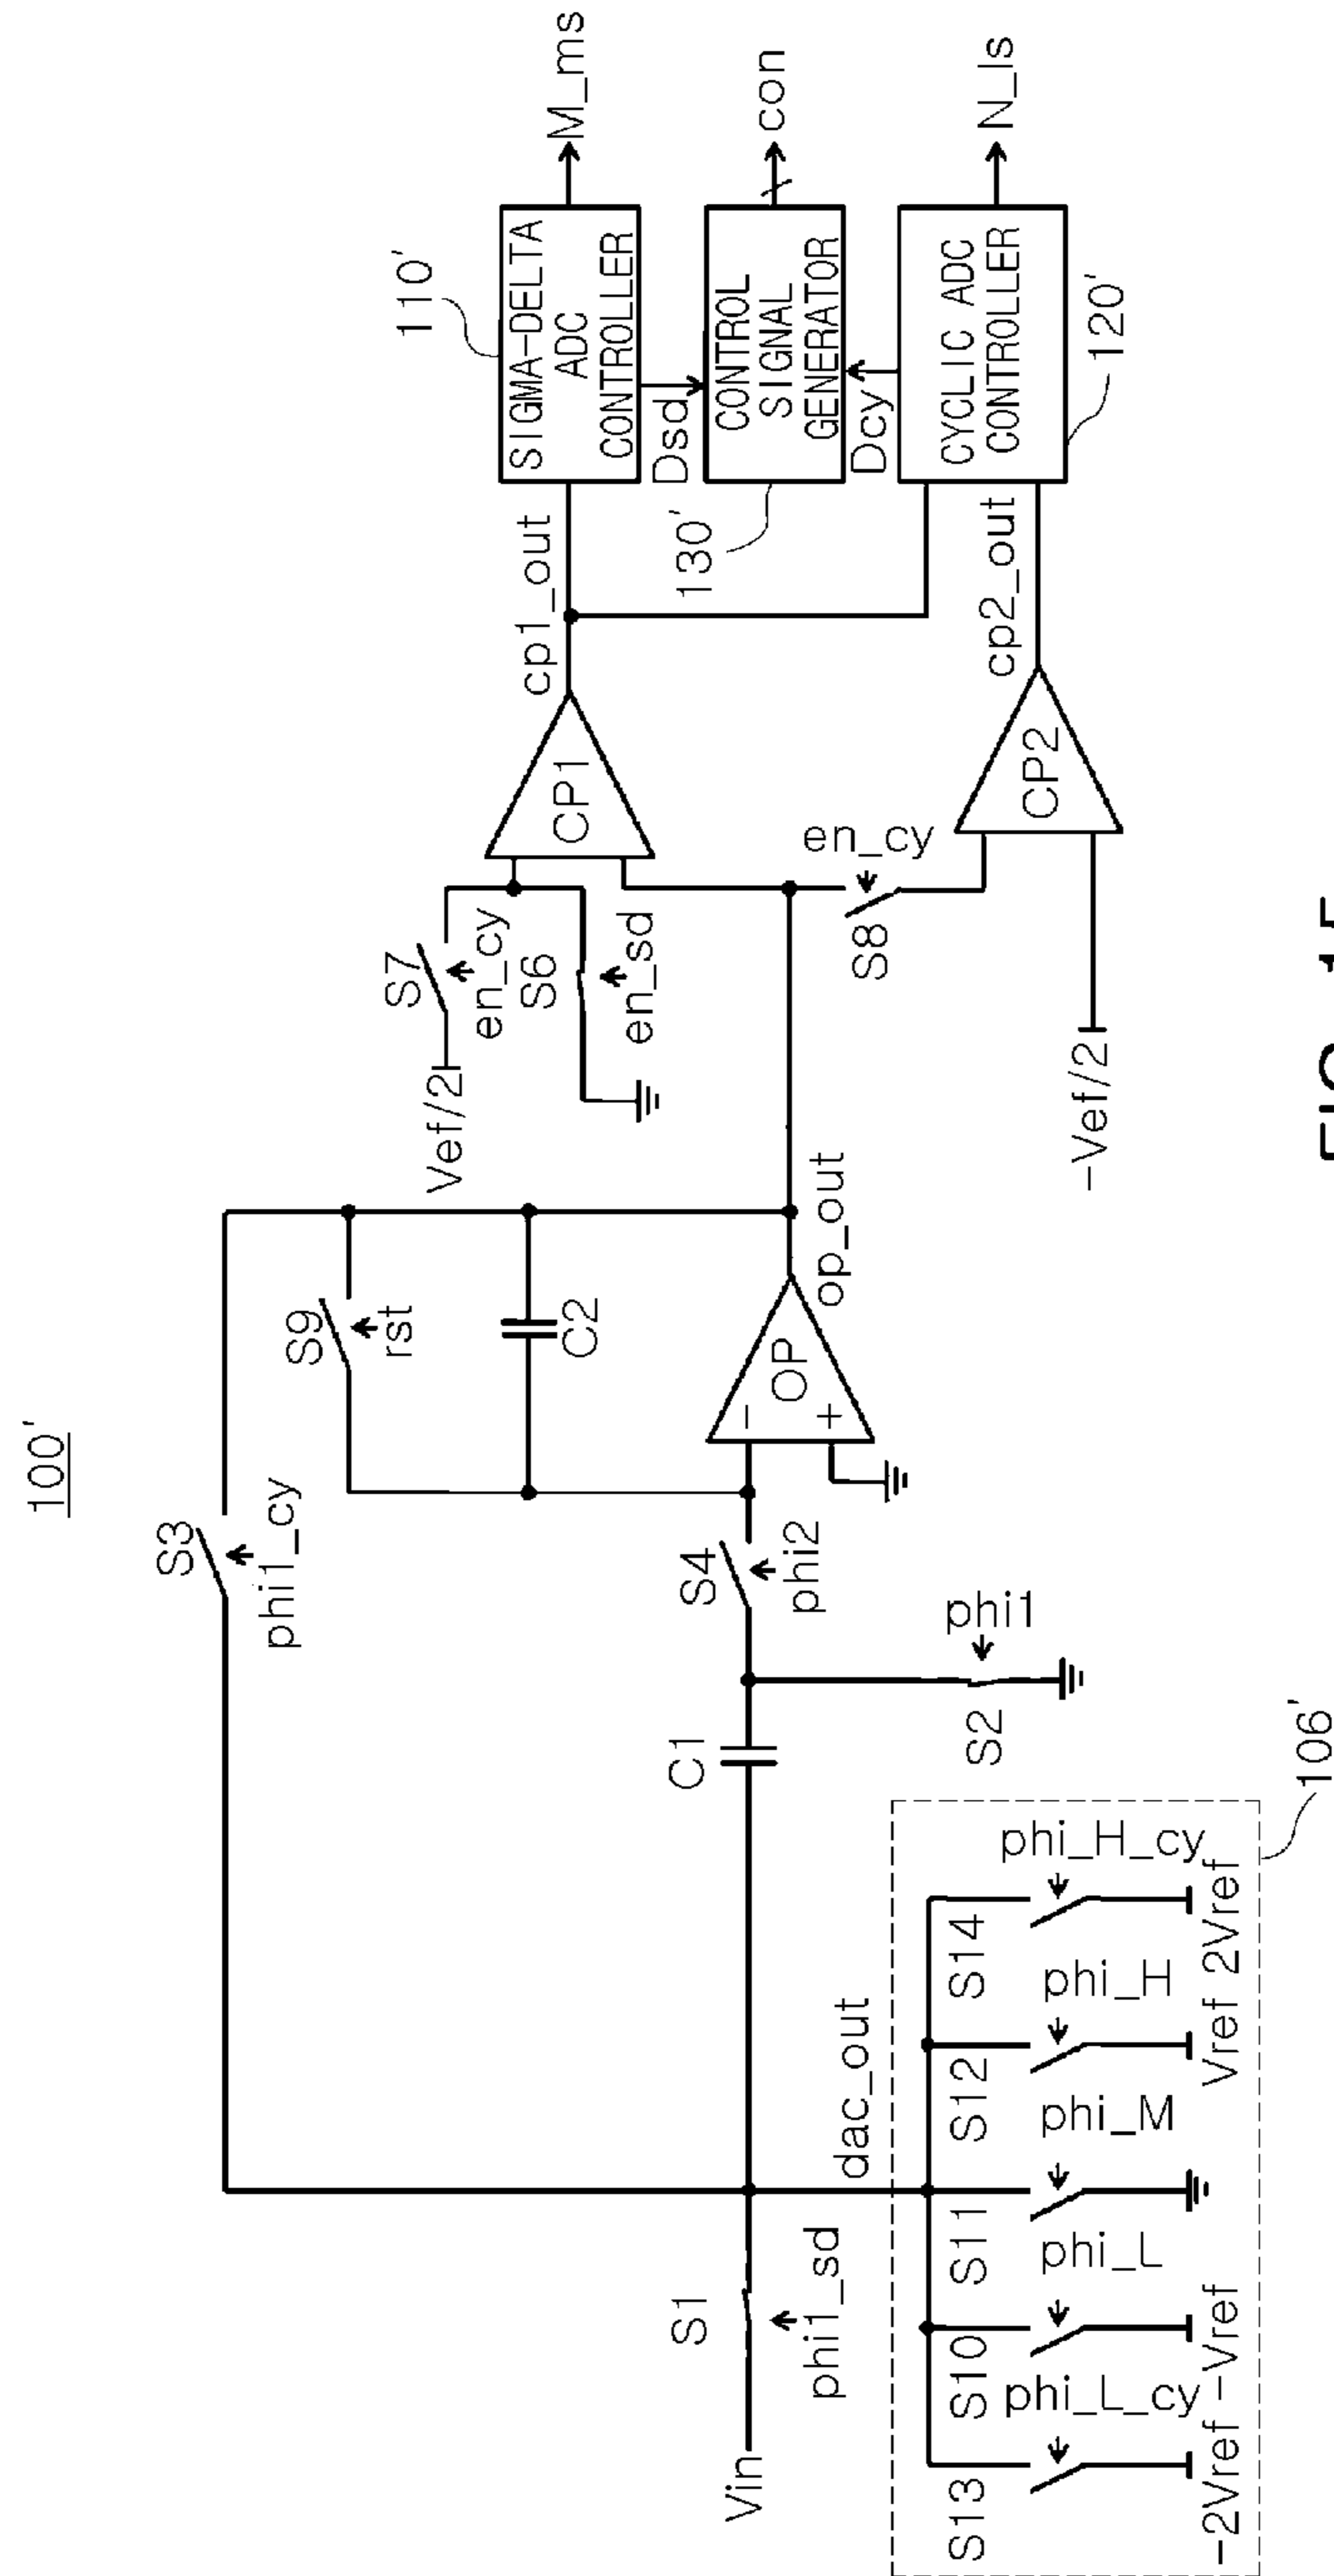 100'
S3
phi1_cy
S9
rst
C2
S4
phi2
OP
-
+
op_out
C1
phi1
S2
S1
phi1_sd
Vin
dac_out
S13
S10
S11
S12
S14
phi_L_cy
phi_L
phi_M
phi_H
phi_H_cy
-2Vref
-Vref
Vref
2Vref
106'
S7
en_cy
Vef/2
S6
en_sd
S8
en_cy
-Vef/2
CP1
CP2
cp1_out
cp2_out
110'
SIGMA-DELTA
ADC
CONTROLLER
M_ms
Dsd
130'
CONTROL
SIGNAL
GENERATOR
con
Dcy
CYCLIC ADC
CONTROLLER
N_ls
120'